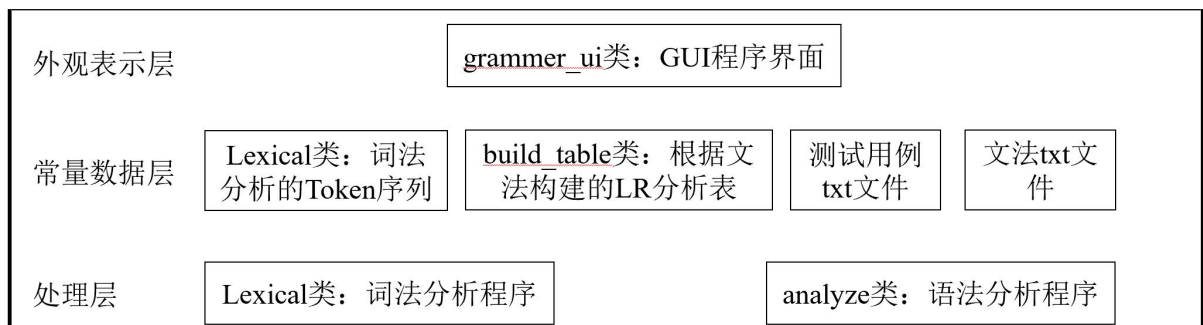 外观表示层
grammer_ui类：GUI程序界面
常量数据层
Lexical类：词法
分析的Token序列
build_table类：根据文
法构建的LR分析表
测试用例
txt文件
文法txt文
件
处理层
Lexical类：词法分析程序
analyze类：语法分析程序